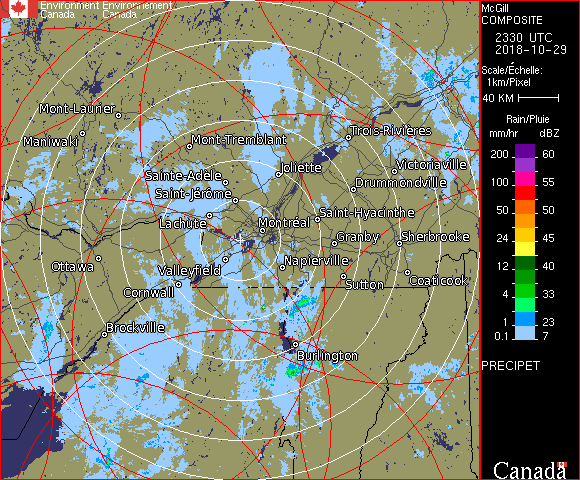 Environment Environnement
Canada Canada
McGill
COMPOSITE
2330 UTC
2018-10-29
Scale/Échelle:
1km/Pixel
40 KM
Rain/Pluie
mm/hr dBZ
200 60
100 55
50 50
24 45
12 40
4 33
1 23
0.1 7
PRECIPET
Canada
Mont-Laurier
Maniwaki
Mont-Tremblant
Trois-Rivières
Sainte-Adèle
Joliette
Victoriaville
Saint-Jérôme
Drummondville
Lachute
Montréal
Saint-Hyacinthe
Granby
Sherbrooke
Ottawa
Valleyfield
Napierville
Cornwall
Sutton
Coaticook
Brockville
Burlington